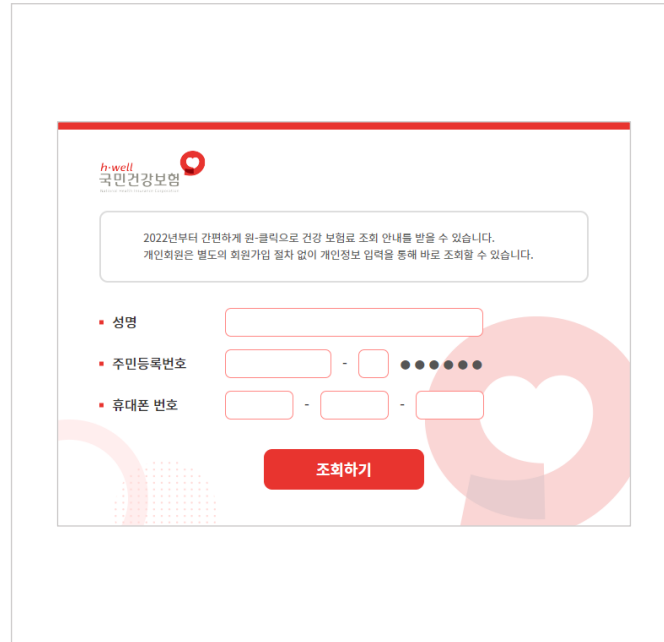 h·well
국민건강보험
2022년부터 간편하게 원-클릭으로 건강 보험료 조회 안내를 받을 수 있습니다.
개인회원은 별도의 회원가입 절차 없이 개인정보 입력을 통해 바로 조회할 수 있습니다.
성명
주민등록번호 - ●●●●●●
휴대폰 번호 - -
조회하기